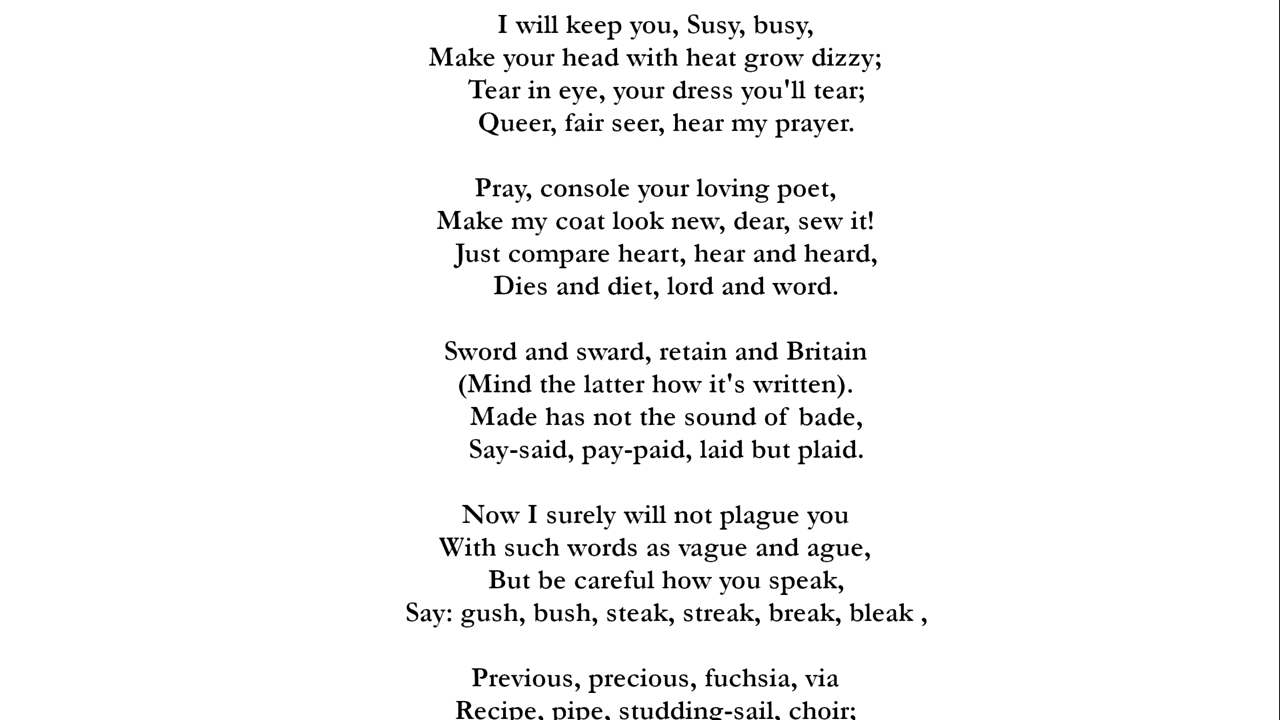 I will keep you, Susy, busy,
Make your head with heat grow dizzy;
Tear in eye, your dress you'll tear;
Queer, fair seer, hear my prayer.
Pray, console your loving poet,
Make my coat look new, dear, sew it!
Just compare heart, hear and heard,
Dies and diet, lord and word.
Sword and sward, retain and Britain
(Mind the latter how it's written).
Made has not the sound of bade,
Say-said, pay-paid, laid but plaid.
Now I surely will not plague you
With such words as vague and ague,
But be careful how you speak,
Say: gush, bush, steak, streak, break, bleak ,
Previous, precious, fuchsia, via
Recipe, pipe, studding-sail, choir;